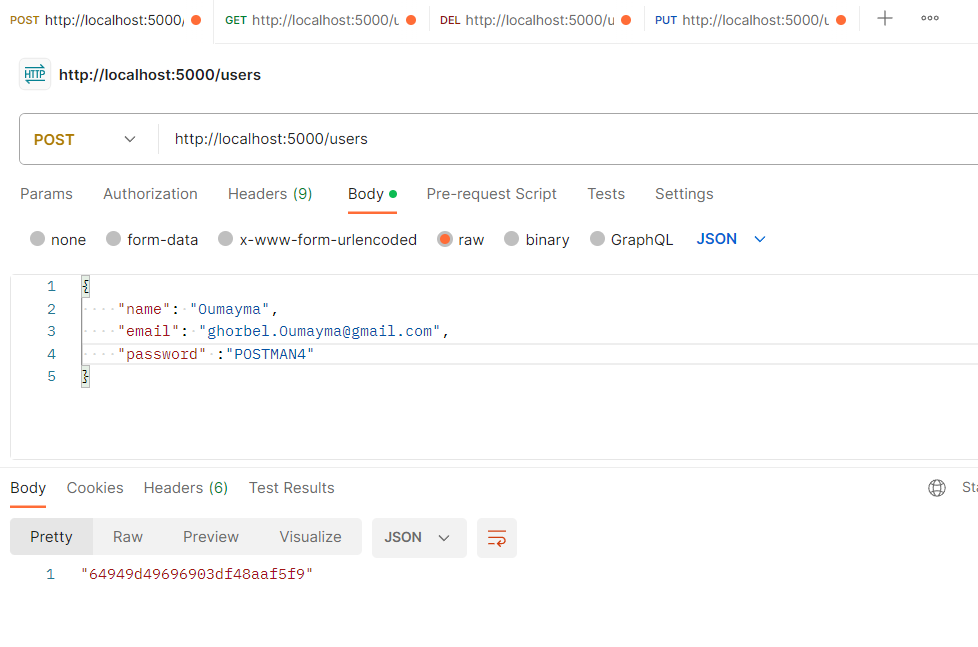 POST http://localhost:5000/ GET http://localhost:5000/u DEL http://localhost:5000/u PUT http://localhost:5000/u
HTTP http://localhost:5000/users
POST http://localhost:5000/users
Params Authorization Headers (9) Body Pre-request Script Tests Settings
none form-data x-www-form-urlencoded raw binary GraphQL JSON
1 {
2 "name": "Oumayma",
3 "email": "ghorbel.Oumayma@gmail.com",
4 "password" :"POSTMAN4"
5 }
Body Cookies Headers (6) Test Results Sta
Pretty Raw Preview Visualize JSON
1 "64949d49696903df48aaf5f9"